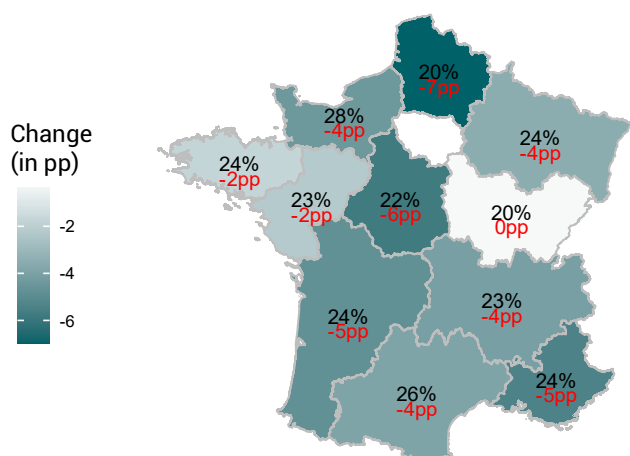 Change
(in pp)
-2
-4
-6
20%
-7pp
28%
-4pp
24%
-4pp
24%
-2pp
23%
-2pp
22%
-6pp
20%
0pp
24%
-5pp
23%
-4pp
26%
-4pp
24%
-5pp